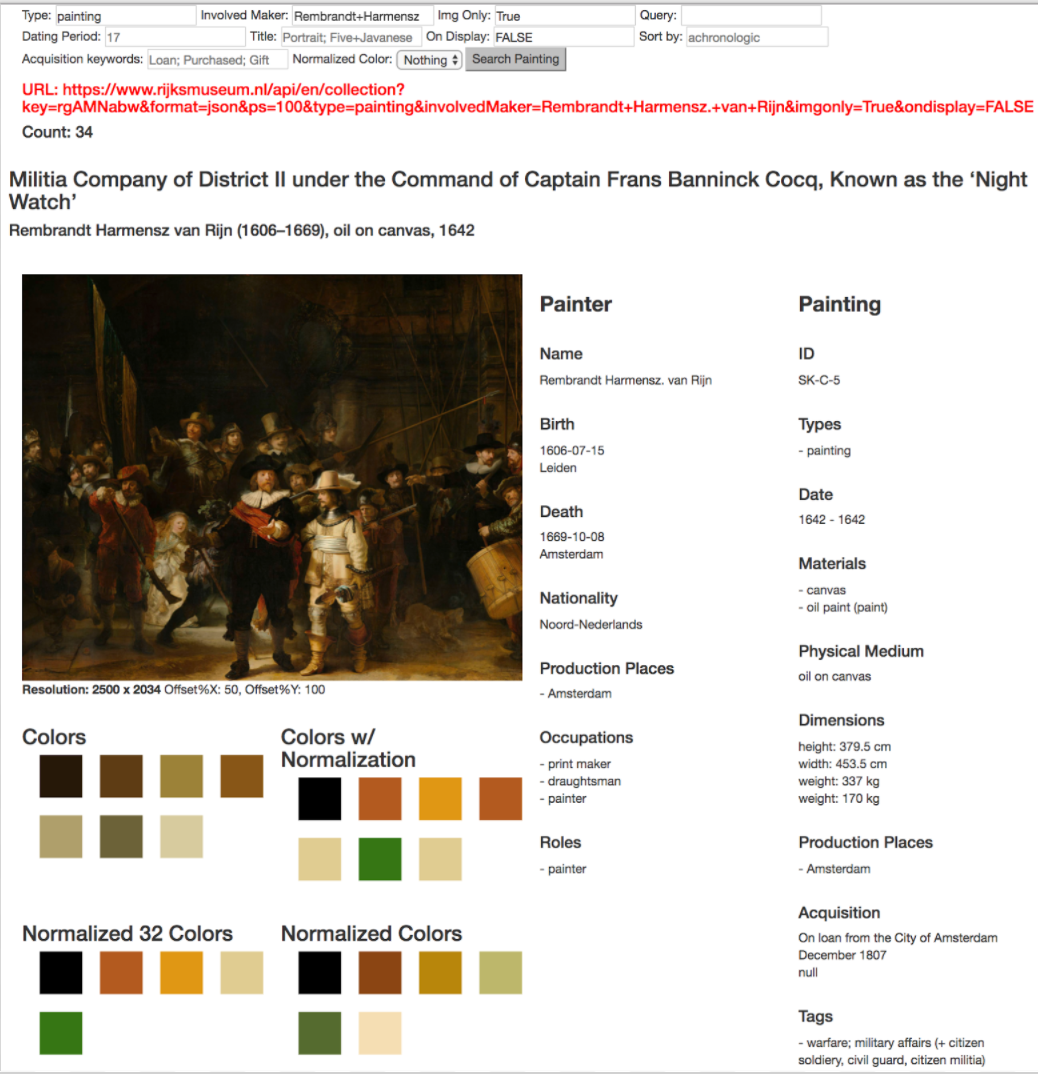 Type: painting Involved Maker: Rembrandt+Harmensz Img Only: True Query:
Dating Period: 17 Title: Portrait; Five+Javanese On Display: FALSE Sort by: achronologic
Acquisition keywords: Loan; Purchased; Gift Normalized Color: Nothing Search Painting
URL: https://www.rijksmuseum.nl/api/en/collection?
key=rgAMNabw&format=json&ps=100&type=painting&involvedMaker=Rembrandt+Harmensz.+van+Rijn&imgonly=True&ondisplay=FALSE
Count: 34
Militia Company of District II under the Command of Captain Frans Banninck Cocq, Known as the ‘Night
Watch’
Rembrandt Harmensz van Rijn (1606–1669), oil on canvas, 1642
Resolution: 2500 x 2034 Offset%X: 50, Offset%Y: 100
Colors
Colors w/
Normalization
Normalized 32 Colors
Normalized Colors
Painter
Name
Rembrandt Harmensz. van Rijn
Birth
1606-07-15
Leiden
Death
1669-10-08
Amsterdam
Nationality
Noord-Nederlands
Production Places
- Amsterdam
Occupations
- print maker
- draughtsman
- painter
Roles
- painter
Painting
ID
SK-C-5
Types
- painting
Date
1642 - 1642
Materials
- canvas
- oil paint (paint)
Physical Medium
oil on canvas
Dimensions
height: 379.5 cm
width: 453.5 cm
weight: 337 kg
weight: 170 kg
Production Places
- Amsterdam
Acquisition
On loan from the City of Amsterdam
December 1807
null
Tags
- warfare; military affairs (+ citizen
soldiery, civil guard, citizen militia)